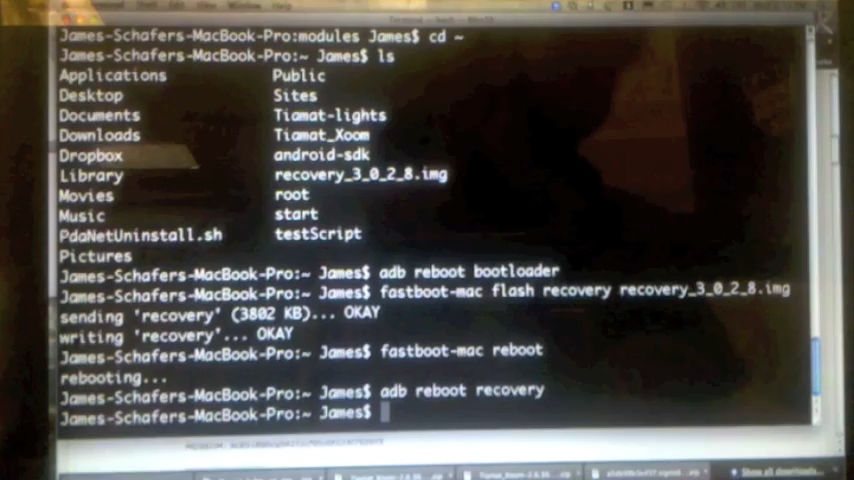 James-Schafers-MacBook-Pro:modules James$ cd ~
James-Schafers-MacBook-Pro:~ James$ ls
Applications Public
Desktop Sites
Documents Tiamat-lights
Downloads Tiamat_Xoom
Dropbox android-sdk
Library recovery_3_0_2_8.img
Movies root
Music start
PdaNetUninstall.sh testScript
Pictures
James-Schafers-MacBook-Pro:~ James$ adb reboot bootloader
James-Schafers-MacBook-Pro:~ James$ fastboot-mac flash recovery recovery_3_0_2_8.img
sending 'recovery' (3802 KB)... OKAY
writing 'recovery'... OKAY
James-Schafers-MacBook-Pro:~ James$ fastboot-mac reboot
rebooting...
James-Schafers-MacBook-Pro:~ James$ adb reboot recovery
James-Schafers-MacBook-Pro:~ James$
Show all downloads...